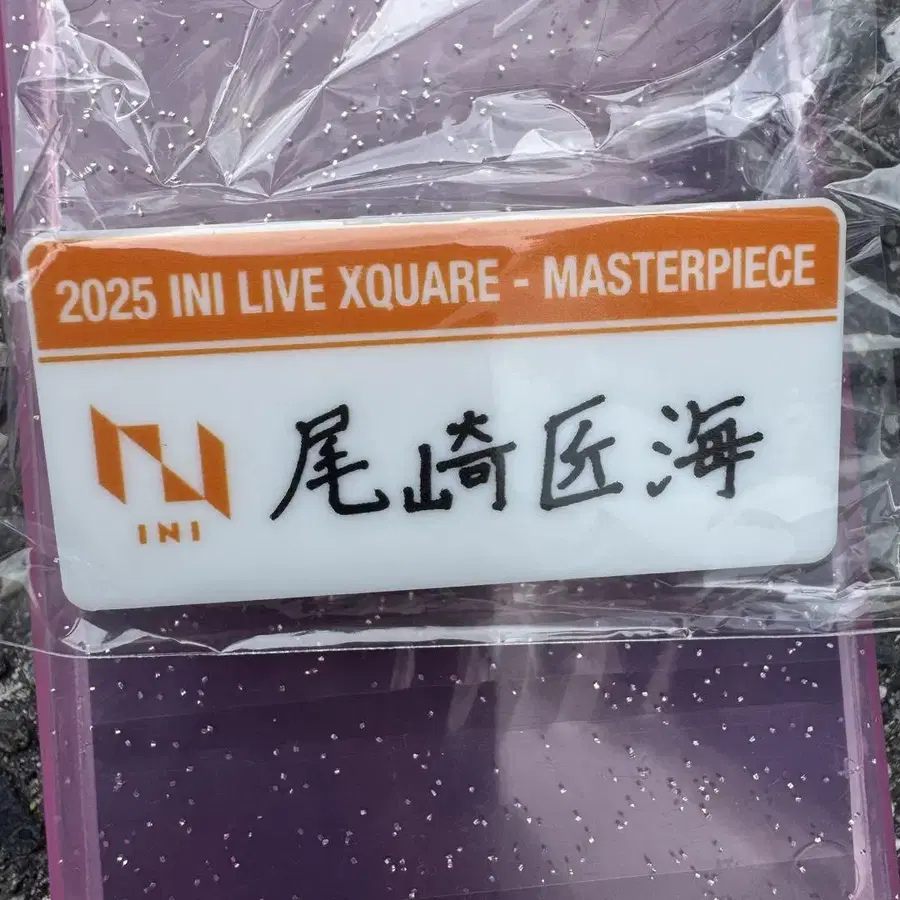 2025 INI LIVE XQUARE - MASTERPIECE
尾崎匠海
INI